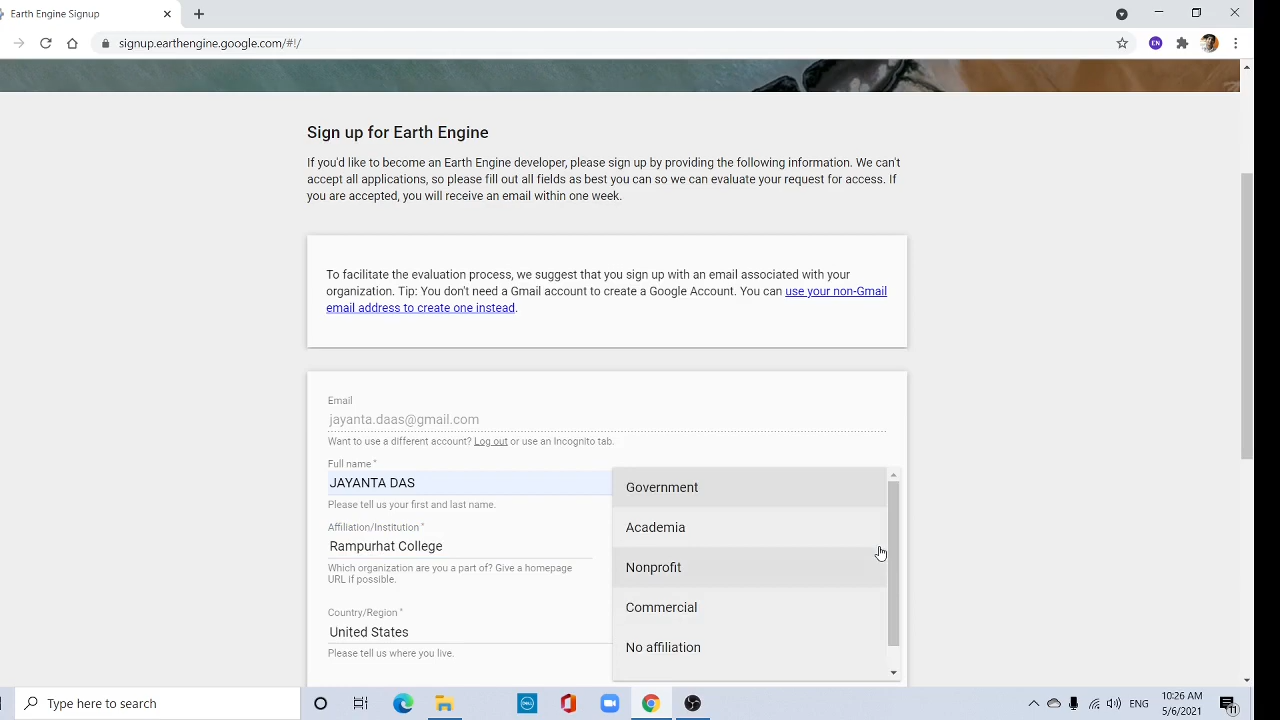 Earth Engine Signup
signup.earthengine.google.com/#!/
EN
Sign up for Earth Engine
If you'd like to become an Earth Engine developer, please sign up by providing the following information. We can't
accept all applications, so please fill out all fields as best you can so we can evaluate your request for access. If
you are accepted, you will receive an email within one week.
To facilitate the evaluation process, we suggest that you sign up with an email associated with your
organization. Tip: You don't need a Gmail account to create a Google Account. You can use your non-Gmail
email address to create one instead.
Email
jayanta.daas@gmail.com
Want to use a different account? Log out or use an Incognito tab.
Full name *
JAYANTA DAS
Please tell us your first and last name.
Affiliation/Institution *
Rampurhat College
Which organization are you a part of? Give a homepage
URL if possible.
Country/Region *
United States
Please tell us where you live.
Government
Academia
Nonprofit
Commercial
No affiliation
Type here to search
DELL
ENG
10:26 AM
5/6/2021
11